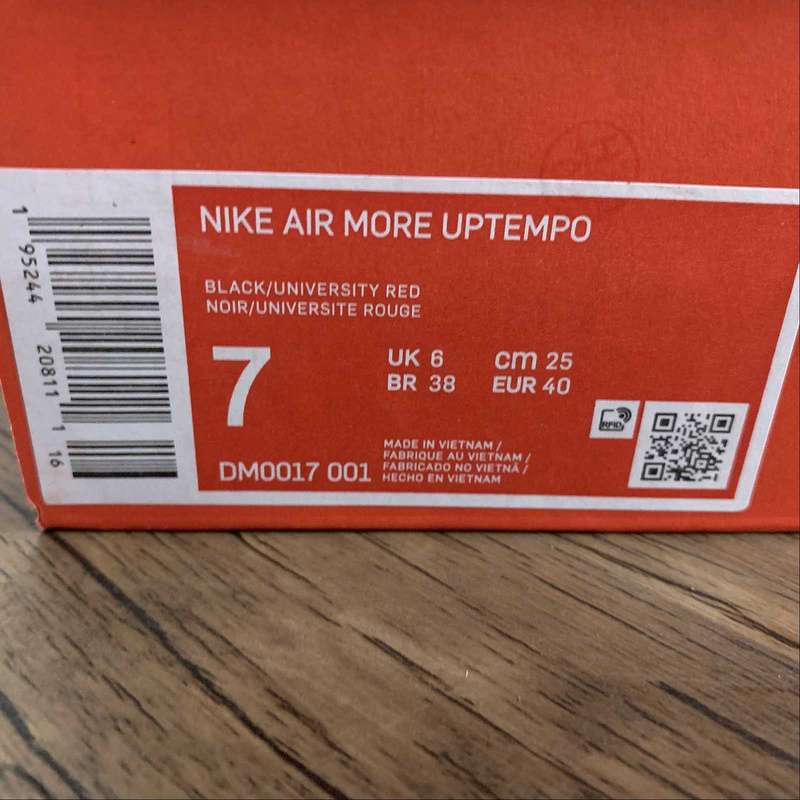 NIKE AIR MORE UPTEMPO
BLACK/UNIVERSITY RED
NOIR/UNIVERSITE ROUGE
7
UK 6 cm 25
BR 38 EUR 40
DM0017 001
MADE IN VIETNAM /
FABRIQUE AU VIETNAM /
FABRICADO NO VIETNÃ /
HECHO EN VIETNAM
RFID
1 95244 20811 1 16